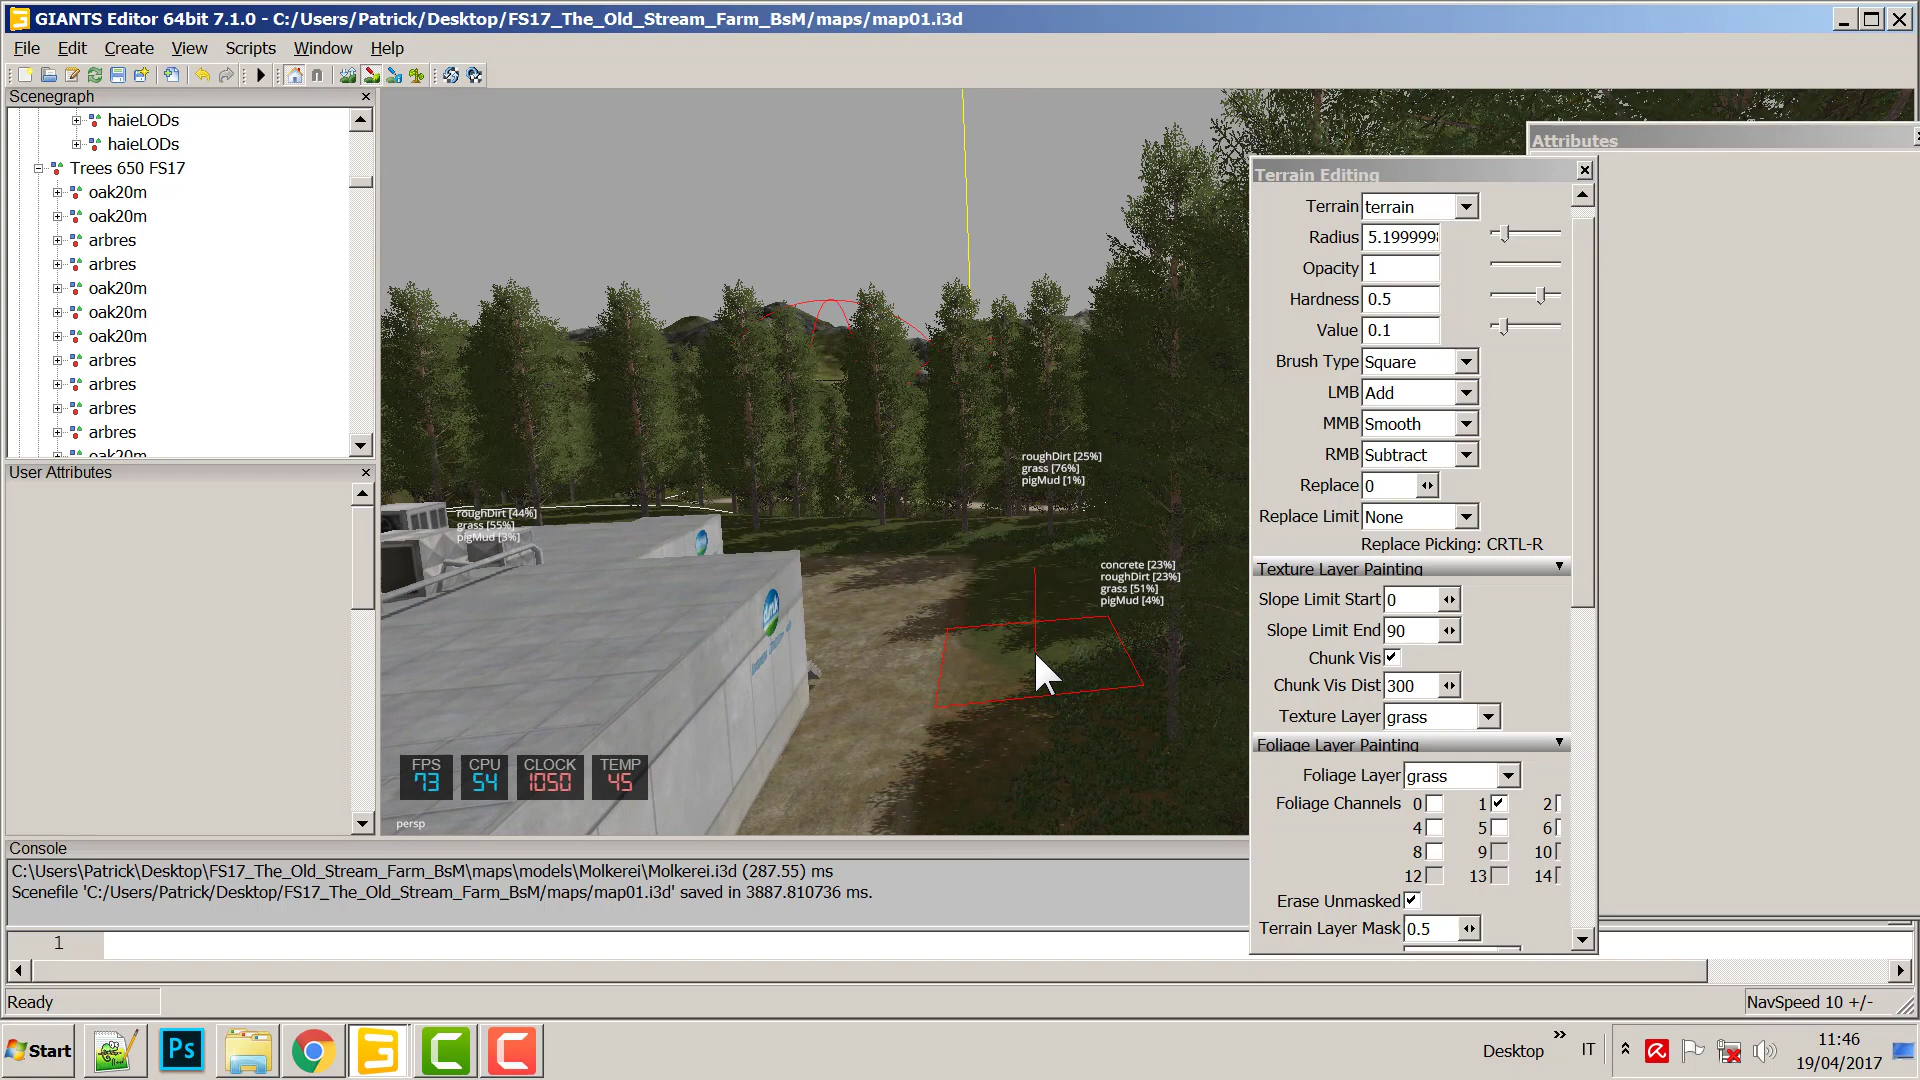 GIANTS Editor 64bit 7.1.0 - C:/Users/Patrick/Desktop/FS17_The_Old_Stream_Farm_BsM/maps/map01.i3d
File Edit Create View Scripts Window Help
Scenegraph
haieLODs
haieLODs
Trees 650 FS17
oak20m
oak20m
arbres
arbres
oak20m
oak20m
oak20m
arbres
arbres
arbres
arbres
oak20m
User Attributes
roughDirt [44%]
grass [55%]
pigMud [3%]
roughDirt [25%]
grass [76%]
pigMud [1%]
concrete [23%]
roughDirt [23%]
grass [51%]
pigMud [4%]
FPS CPU CLOCK TEMP
73 54 1050 45
persp
Attributes
Terrain Editing
Terrain terrain
Radius 5.1999998
Opacity 1
Hardness 0.5
Value 0.1
Brush Type Square
LMB Add
MMB Smooth
RMB Subtract
Replace 0
Replace Limit None
Replace Picking: CRTL-R
Texture Layer Painting
Slope Limit Start 0
Slope Limit End 90
Chunk Vis
Chunk Vis Dist 300
Texture Layer grass
Foliage Layer Painting
Foliage Layer grass
Foliage Channels 0 1 2
4 5 6
8 9 10
12 13 14
Erase Unmasked
Terrain Layer Mask 0.5
Console
C:\Users\Patrick\Desktop\FS17_The_Old_Stream_Farm_BsM\maps\models\Molkerei\Molkerei.i3d (287.55) ms
Scenefile 'C:/Users/Patrick/Desktop/FS17_The_Old_Stream_Farm_BsM/maps/map01.i3d' saved in 3887.810736 ms.
1
Ready
NavSpeed 10 +/-
Start
Ps
Desktop
IT
11:46
19/04/2017